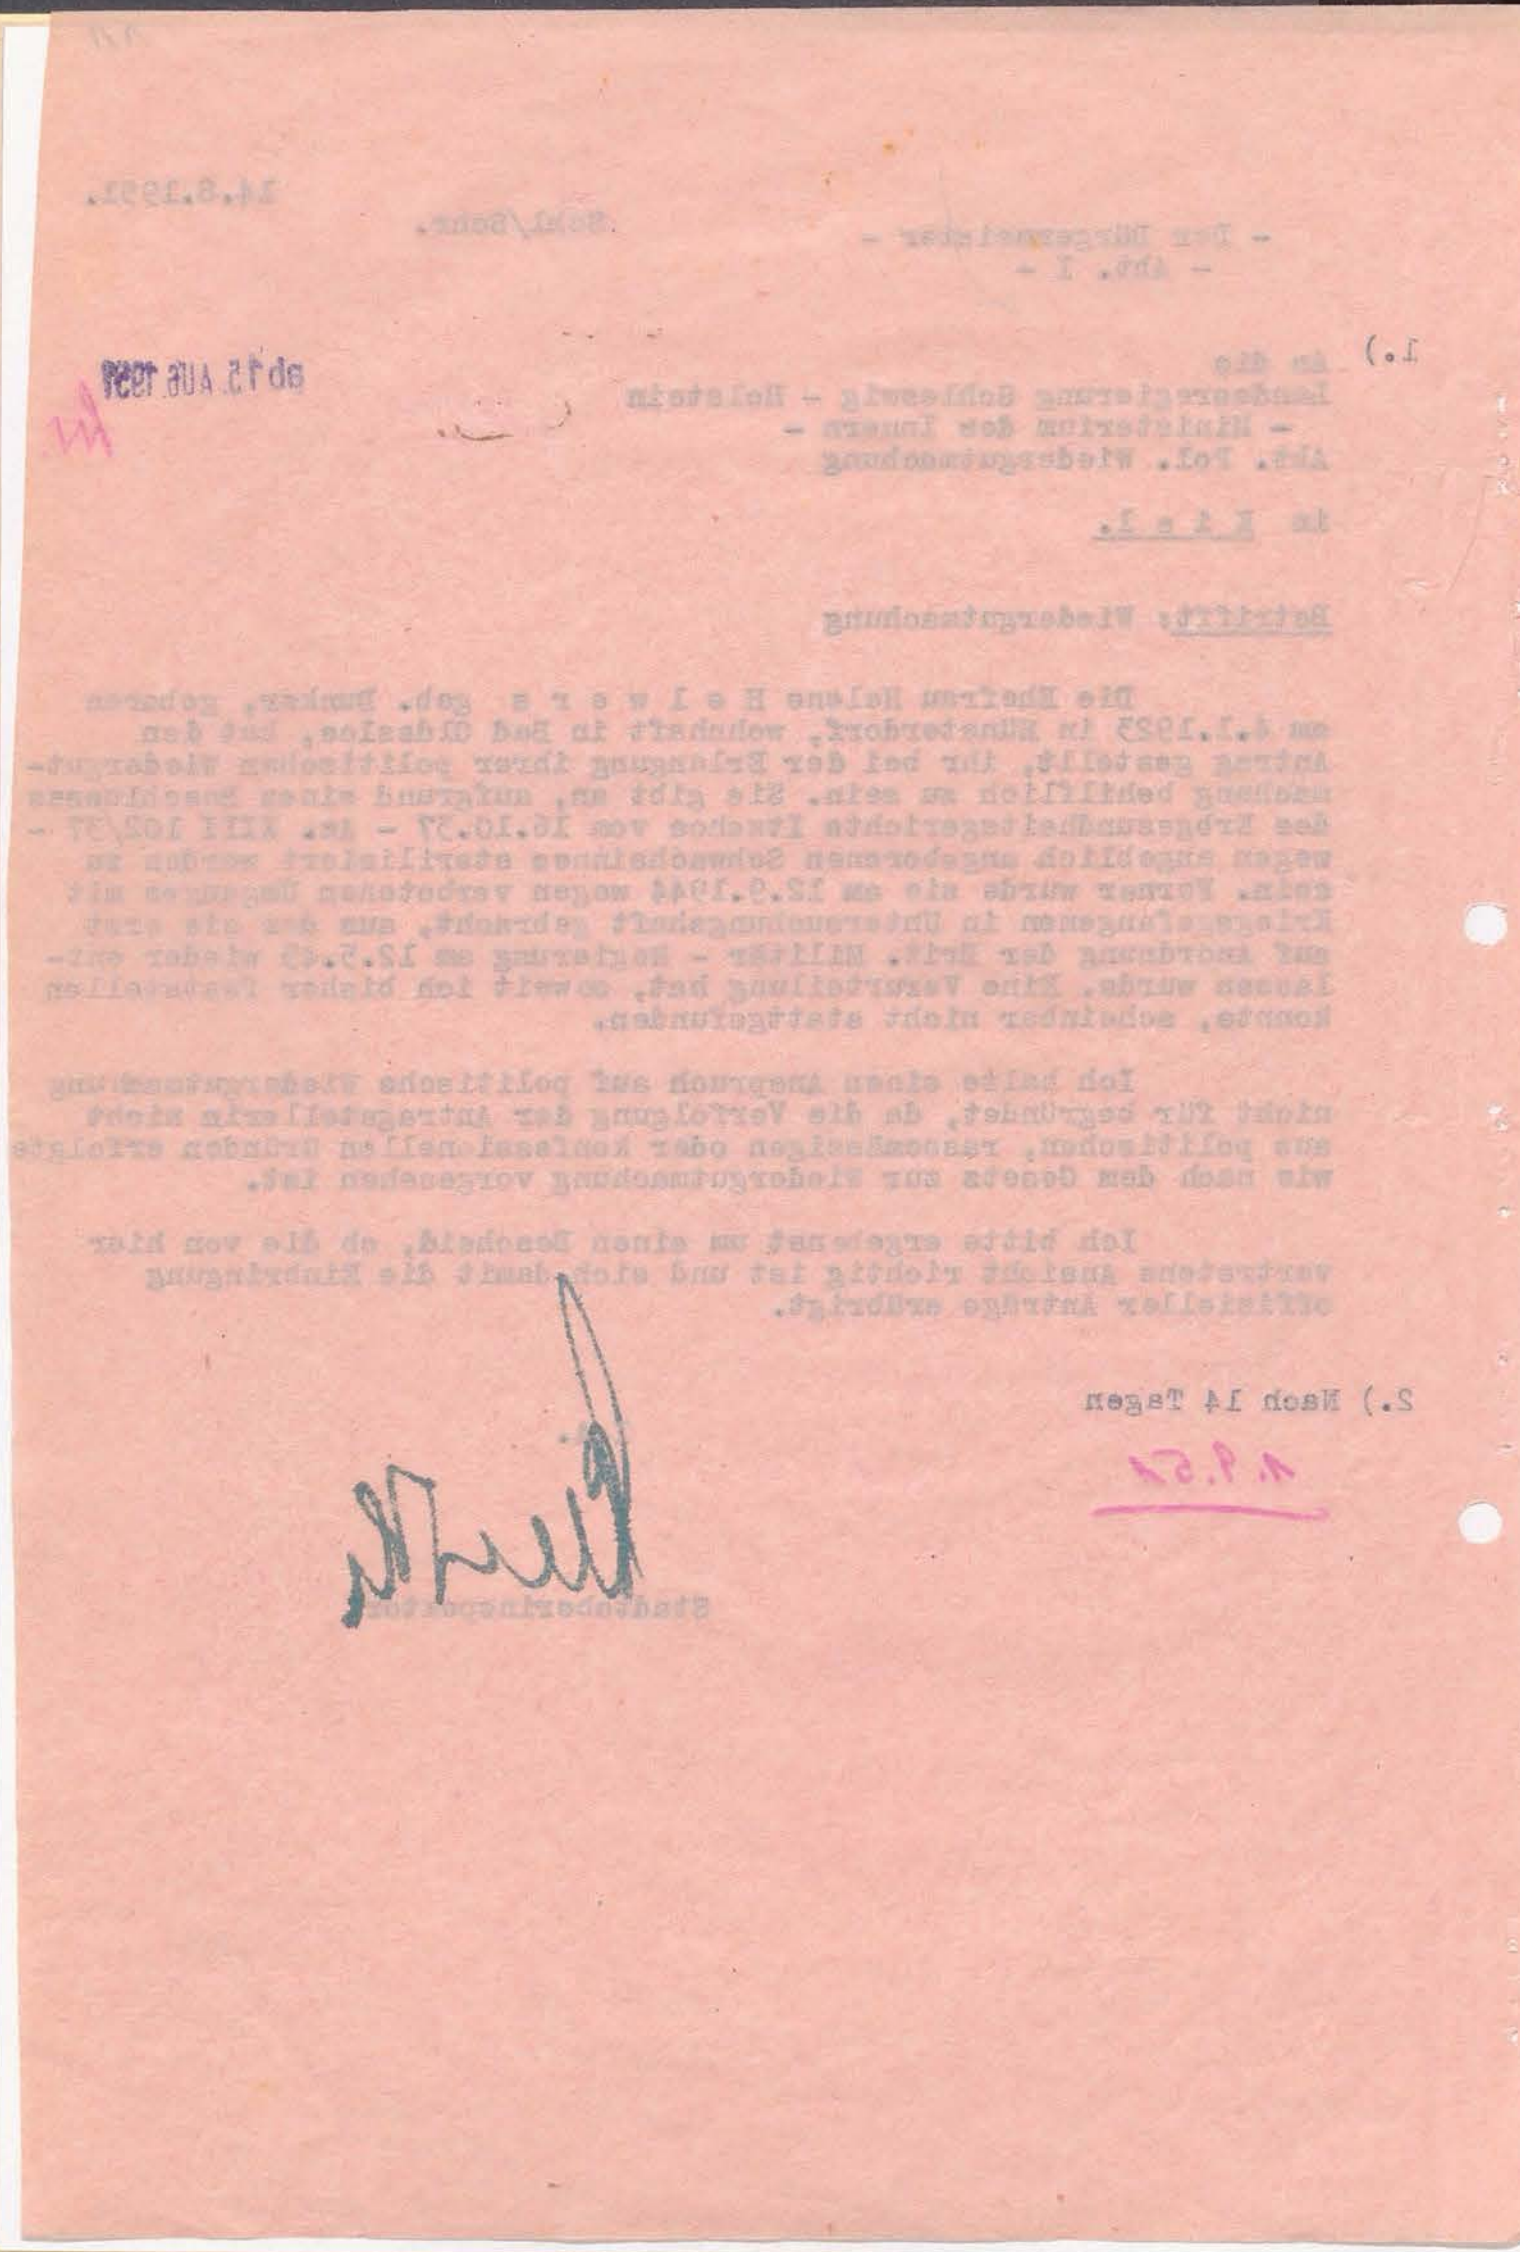 14.8.1951.
- Der Bürgermeister -
Schl/Schr.
- Abt. I -
1.)
An die
Landesregierung Schleswig - Holstein
- Ministerium des Innern -
Abt. Pol. Wiedergutmachung
ab 15. AUG. 1951
in K i e l.
Betrifft: Wiedergutmachung
Die Ehefrau Helene H e l w e r s geb. Dunker, geboren
am 4.1.1923 in Münsterdorf, wohnhaft in Bad Oldesloe, hat den
Antrag gestellt, ihr bei der Erlangung ihrer politischen Wiedergut-
machung behilflich zu sein. Sie gibt an, aufgrund eines Beschlusses
des Erbgesundheitsgerichts Itzehoe vom 16.10.37 - Az. XIII 102/37 -
wegen angeblich angeborenen Schwachsinnes sterilisiert worden zu
sein. Ferner wurde sie am 12.9.1944 wegen verbotenen Umganges mit
Kriegsgefangenen in Untersuchungshaft gebracht, aus der sie erst
auf Anordnung der Brit. Militär - Regierung am 12.5.45 wieder ent-
lassen wurde. Eine Verurteilung hat, soweit ich bisher feststellen
konnte, scheinbar nicht stattgefunden.
Ich halte einen Anspruch auf politische Wiedergutmachung
nicht für begründet, da die Verfolgung der Antragstellerin nicht
aus politischen, rassemässigen oder konfessionellen Gründen erfolgte
wie nach dem Gesetz zur Wiedergutmachung vorgesehen ist.
Ich bitte ergebenst um einen Bescheid, ob die von hier
vertretene Ansicht richtig ist und sich damit die Einbringung
offizieller Anträge erübrigt.
2.) Nach 14 Tagen
1.9.51
Stadtoberinspektor